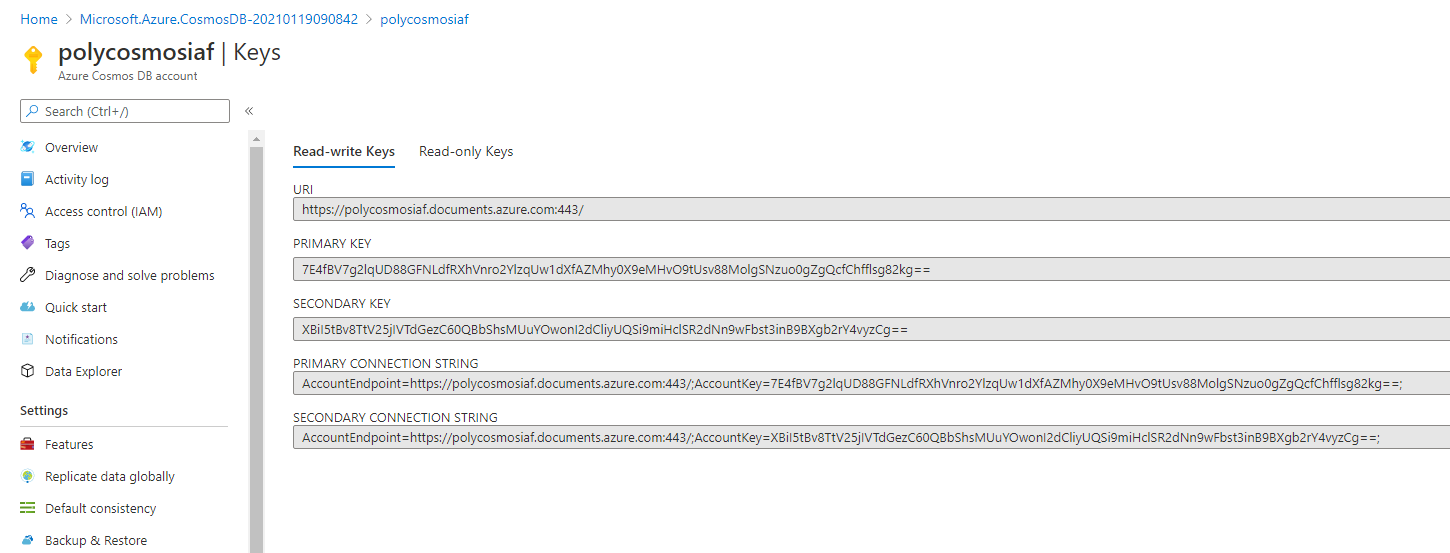 Home > Microsoft.Azure.CosmosDB-20210119090842 > polycosmosiaf
polycosmosiaf | Keys
Azure Cosmos DB account
Search (Ctrl+/)
«
Overview
Activity log
Access control (IAM)
Tags
Diagnose and solve problems
Quick start
Notifications
Data Explorer
Settings
Features
Replicate data globally
Default consistency
Backup & Restore
Read-write Keys Read-only Keys
URI
https://polycosmosiaf.documents.azure.com:443/
PRIMARY KEY
SECONDARY KEY
PRIMARY CONNECTION STRING
AccountEndpoint=https://polycosmosiaf.documents.azure.com:443/;AccountKey=
SECONDARY CONNECTION STRING
AccountEndpoint=https://polycosmosiaf.documents.azure.com:443/;AccountKey=